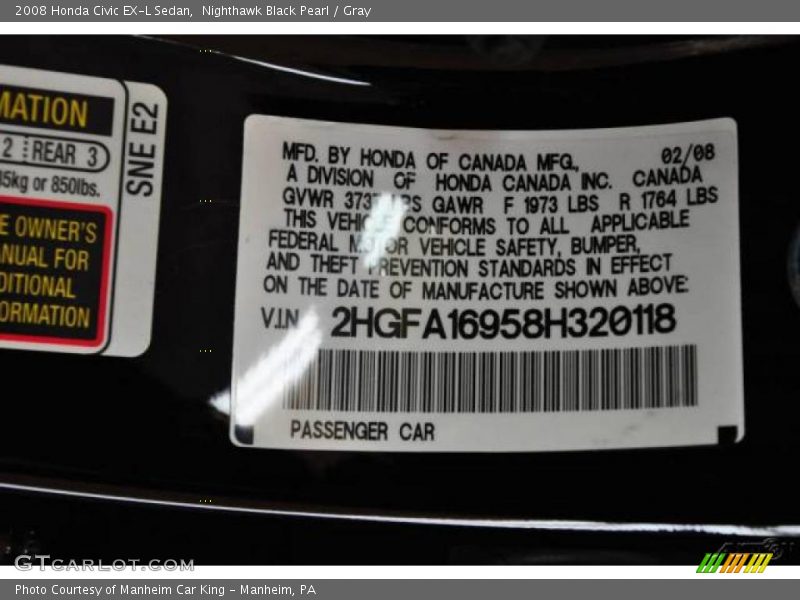 2008 Honda Civic EX-L Sedan, Nighthawk Black Pearl / Gray
MATION
2 REAR 3
35kg or 850lbs.
E OWNER'S
ANUAL FOR
DITIONAL
ORMATION
SNE E2
MFD. BY HONDA OF CANADA MFG., 02/08
A DIVISION OF HONDA CANADA INC. CANADA
GVWR LBS GAWR F 1973 LBS R 1764 LBS
THIS VEHICLE CONFORMS TO ALL APPLICABLE
FEDERAL MOTOR VEHICLE SAFETY, BUMPER,
AND THEFT PREVENTION STANDARDS IN EFFECT
ON THE DATE OF MANUFACTURE SHOWN ABOVE:
V.I.N 2HGFA16958H320118
PASSENGER CAR
GTcarlot.com
Photo Courtesy of Manheim Car King - Manheim, PA